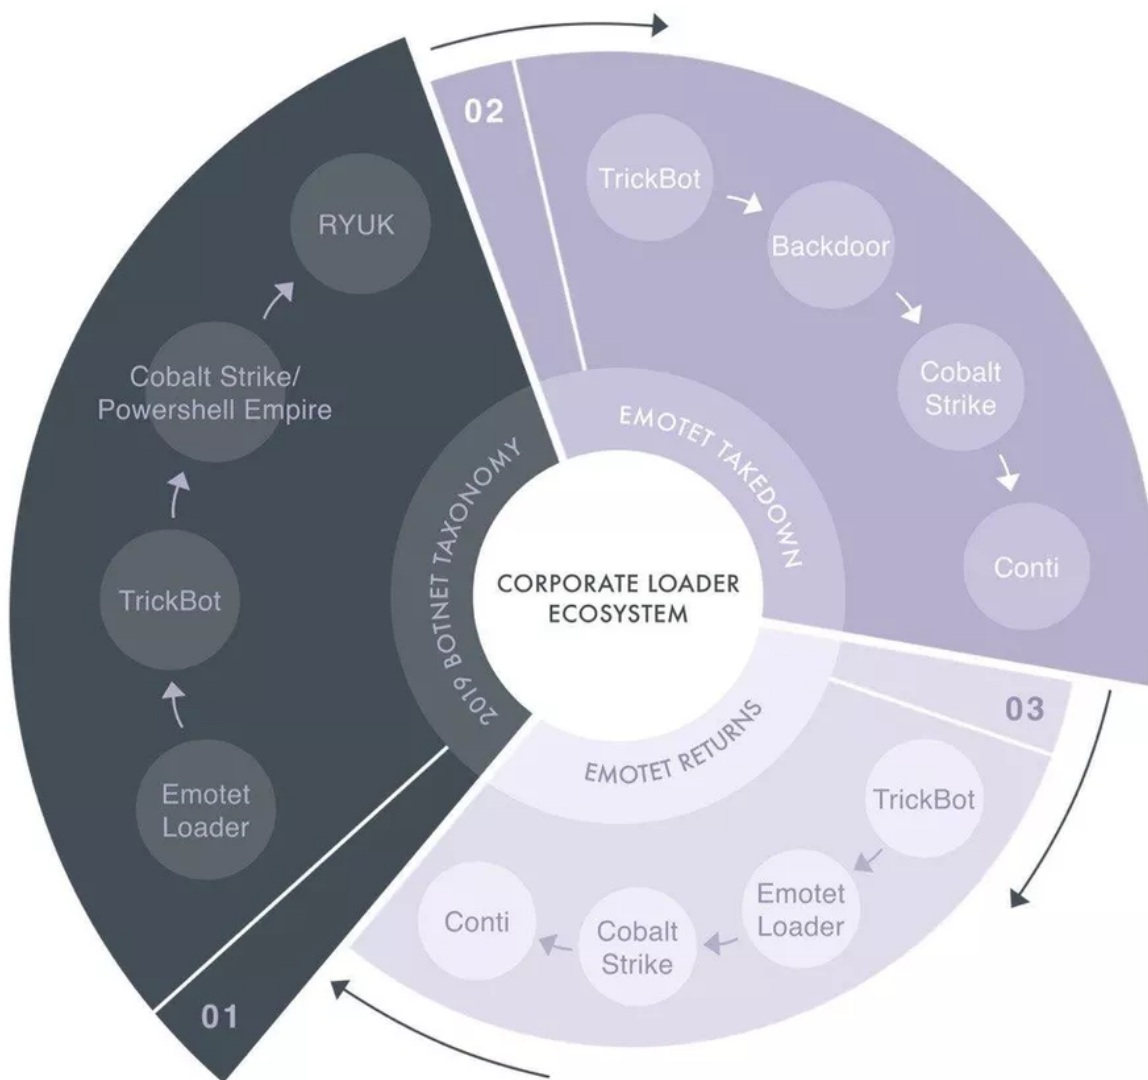 CORPORATE LOADER
ECOSYSTEM
01
2019 BOTNET TAXONOMY
Emotet
Loader
TrickBot
Cobalt Strike/
Powershell Empire
RYUK
02
EMOTET TAKEDOWN
TrickBot
Backdoor
Cobalt
Strike
Conti
03
EMOTET RETURNS
TrickBot
Emotet
Loader
Cobalt
Strike
Conti